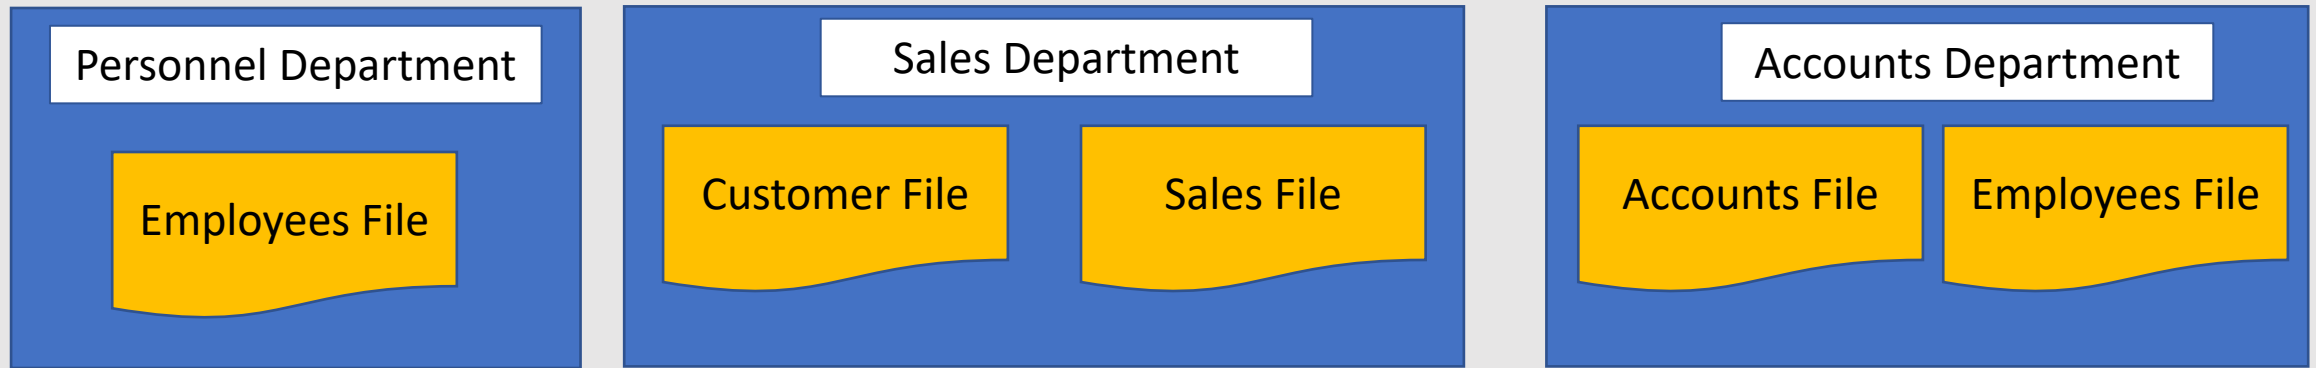 Personnel Department
Employees File
Sales Department
Customer File
Sales File
Accounts Department
Accounts File
Employees File